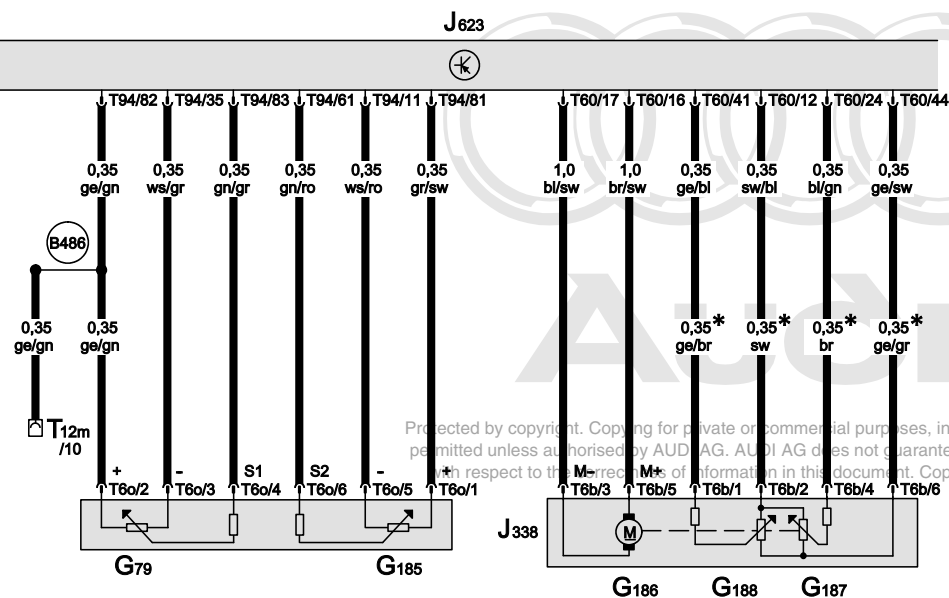 J623
T94/82 T94/35 T94/83 T94/61 T94/11 T94/81 T60/17 T60/16 T60/41 T60/12 T60/24 T60/44
0,35 0,35 0,35 0,35 0,35 0,35 1,0 1,0 0,35 0,35 0,35 0,35
ge/gn ws/gr gn/gr gn/ro ws/ro gr/sw bl/sw br/sw ge/bl sw/bl bl/gn ge/sw
B486
0,35 0,35 0,35* 0,35* 0,35* 0,35*
ge/gn ge/gn ge/br sw br ge/gr
Audi
T12m
/10
Protected by copyright. Copying for private or commercial purposes, in
permitted unless authorised by AUDI AG. AUDI AG does not guarante
with respect to the correctness of information in this document. Cop
+ - S1 S2 - + M- M+
T6o/2 T6o/3 T6o/4 T6o/6 T6o/5 T6o/1 T6b/3 T6b/5 T6b/1 T6b/2 T6b/4 T6b/6
J338
M
G79 G185
G186 G188 G187